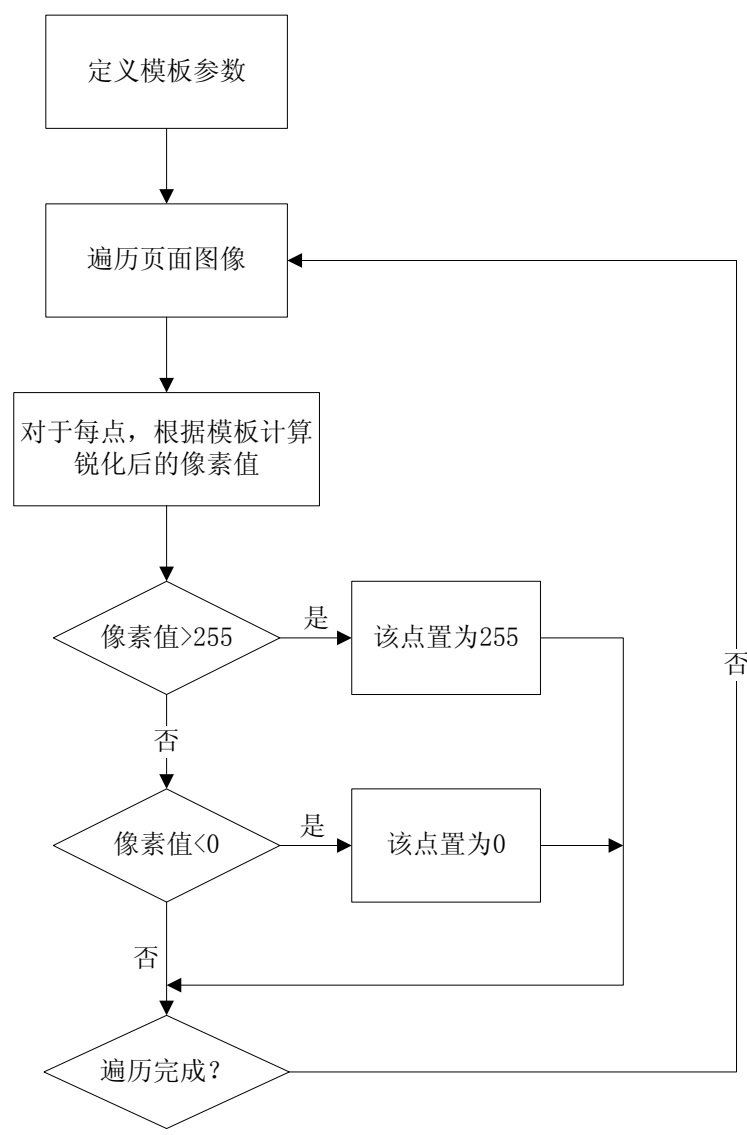 定义模板参数
遍历页面图像
对于每点，根据模板计算
锐化后的像素值
像素值>255
是
该点置为255
否
否
像素值<0
是
该点置为0
否
遍历完成？